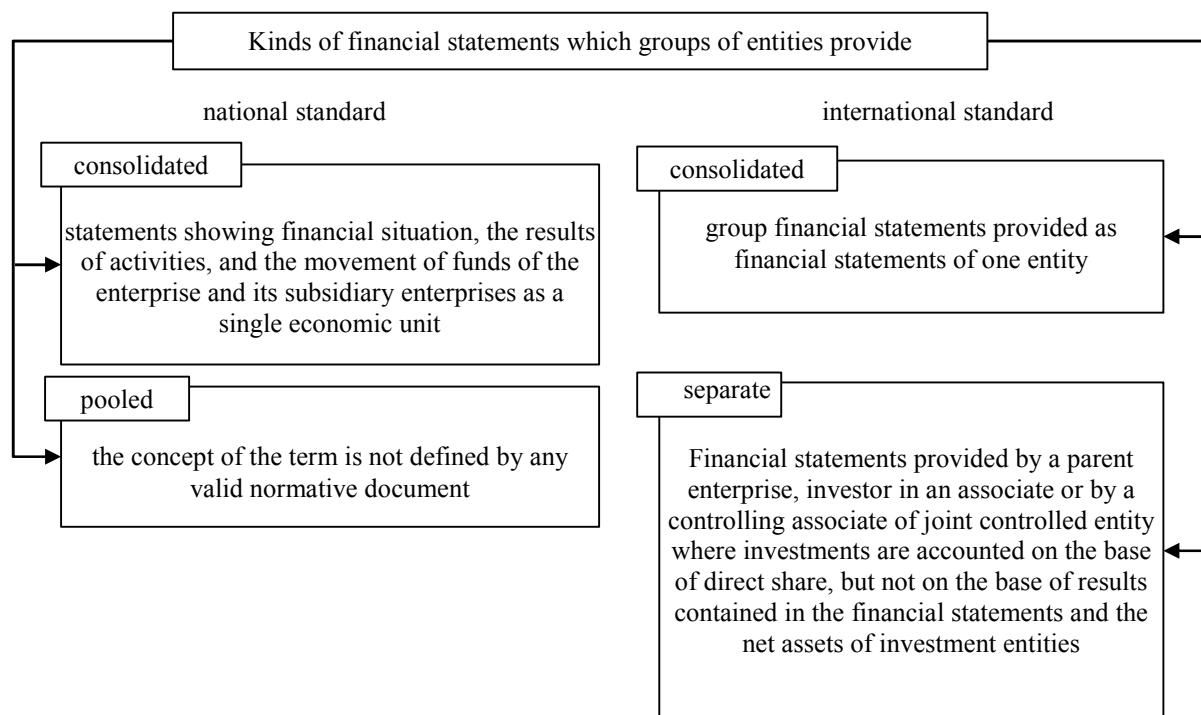 Kinds of financial statements which groups of entities provide
national standard
consolidated
statements showing financial situation, the results
of activities, and the movement of funds of the
enterprise and its subsidiary enterprises as a
single economic unit
pooled
the concept of the term is not defined by any
valid normative document
international standard
consolidated
group financial statements provided as
financial statements of one entity
separate
Financial statements provided by a parent
enterprise, investor in an associate or by a
controlling associate of joint controlled entity
where investments are accounted on the base
of direct share, but not on the base of results
contained in the financial statements and the
net assets of investment entities